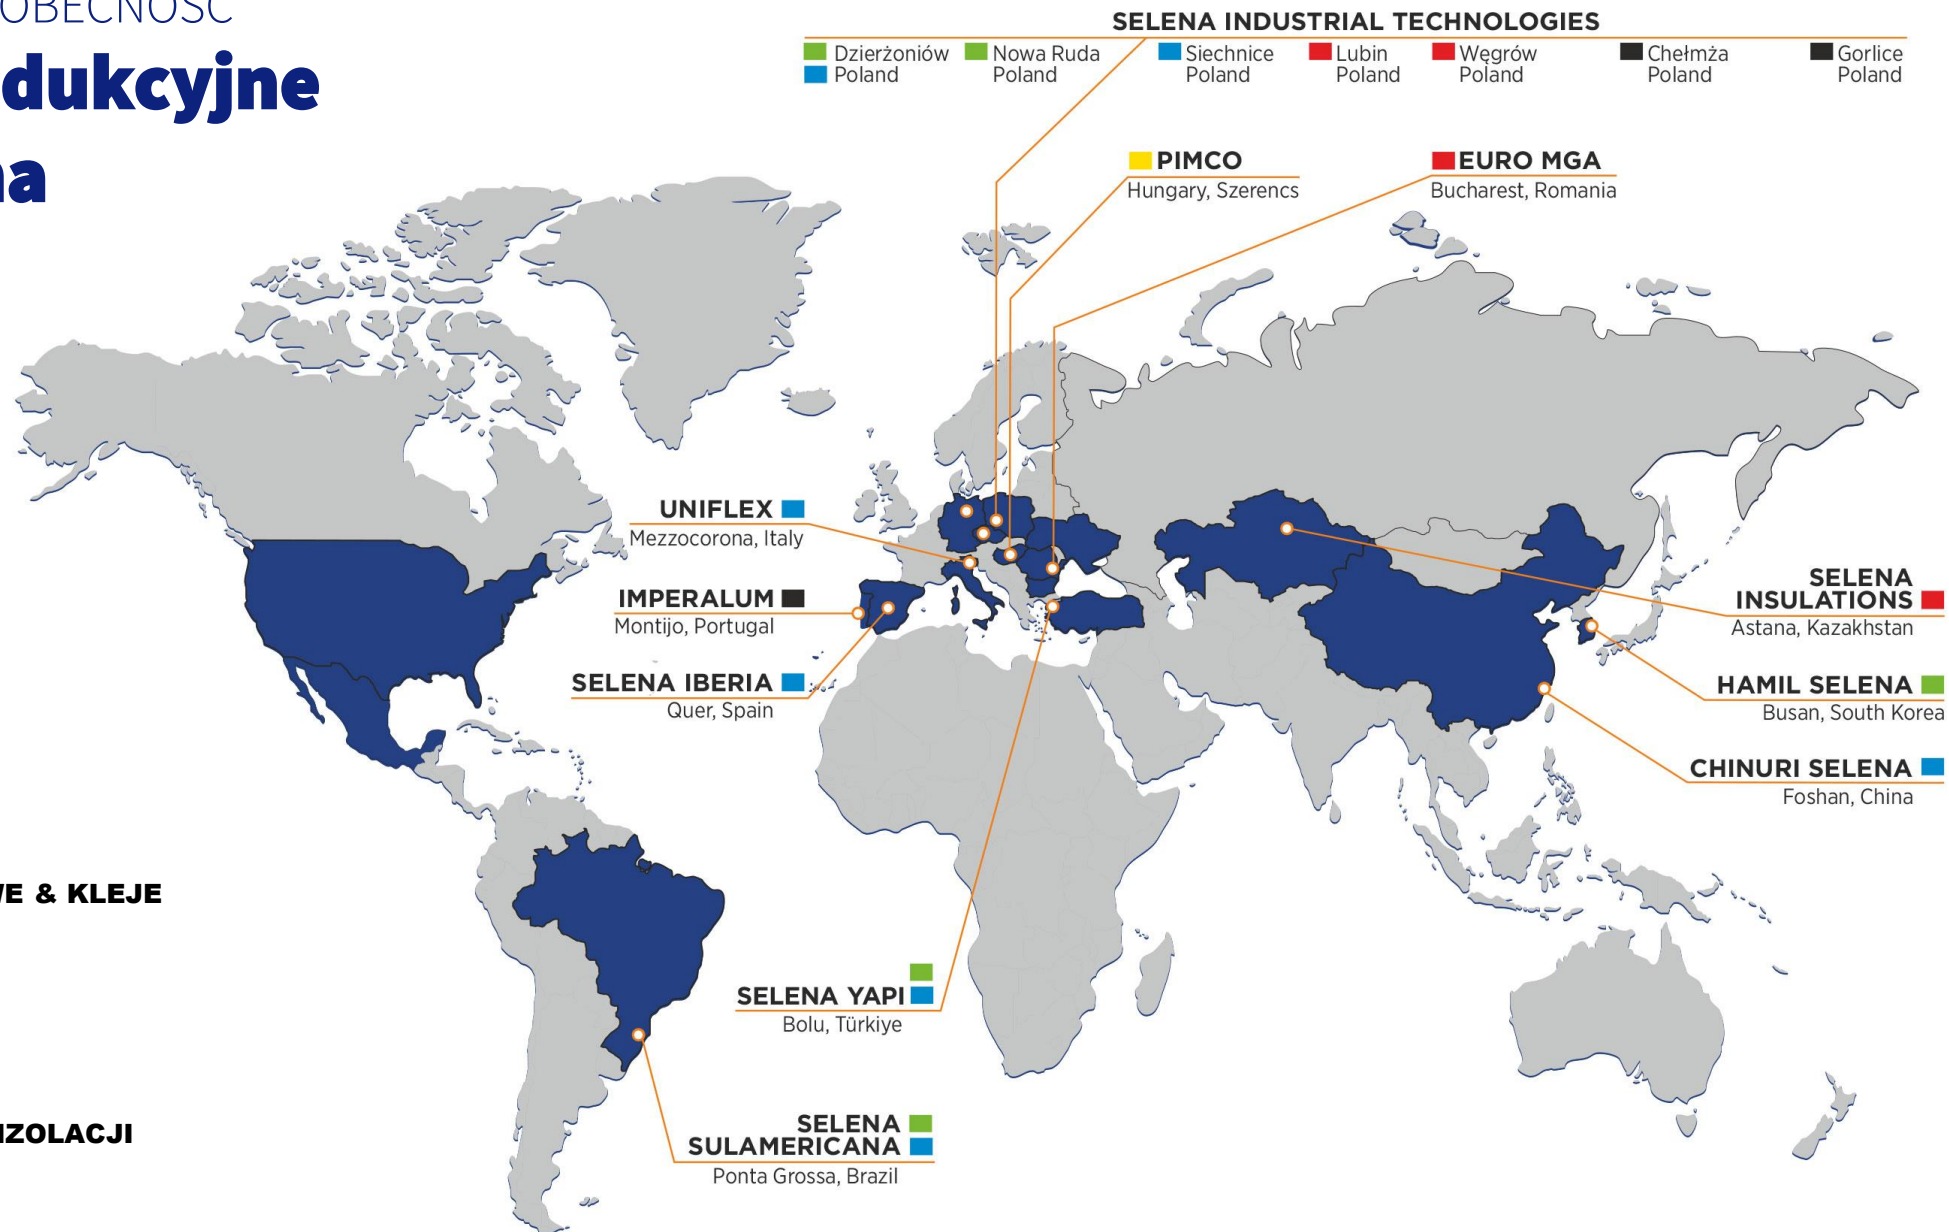 OBECNOŚĆ
dukcyjne
na
SELENA INDUSTRIAL TECHNOLOGIES
Dzierżoniów
Poland
Nowa Ruda
Poland
Siechnice
Poland
Lubin
Poland
Węgrów
Poland
Chełmża
Poland
Gorlice
Poland
PIMCO
Hungary, Szerencs
EURO MGA
Bucharest, Romania
UNIFLEX
Mezzocorona, Italy
IMPERALUM
Montijo, Portugal
SELENA IBERIA
Quer, Spain
SELENA
INSULATIONS
Astana, Kazakhstan
HAMIL SELENA
Busan, South Korea
CHINURI SELENA
Foshan, China
WE & KLEJE
SELENA YAPI
Bolu, Türkiye
IZOLACJI
SELENA
SULAMERICANA
Ponta Grossa, Brazil